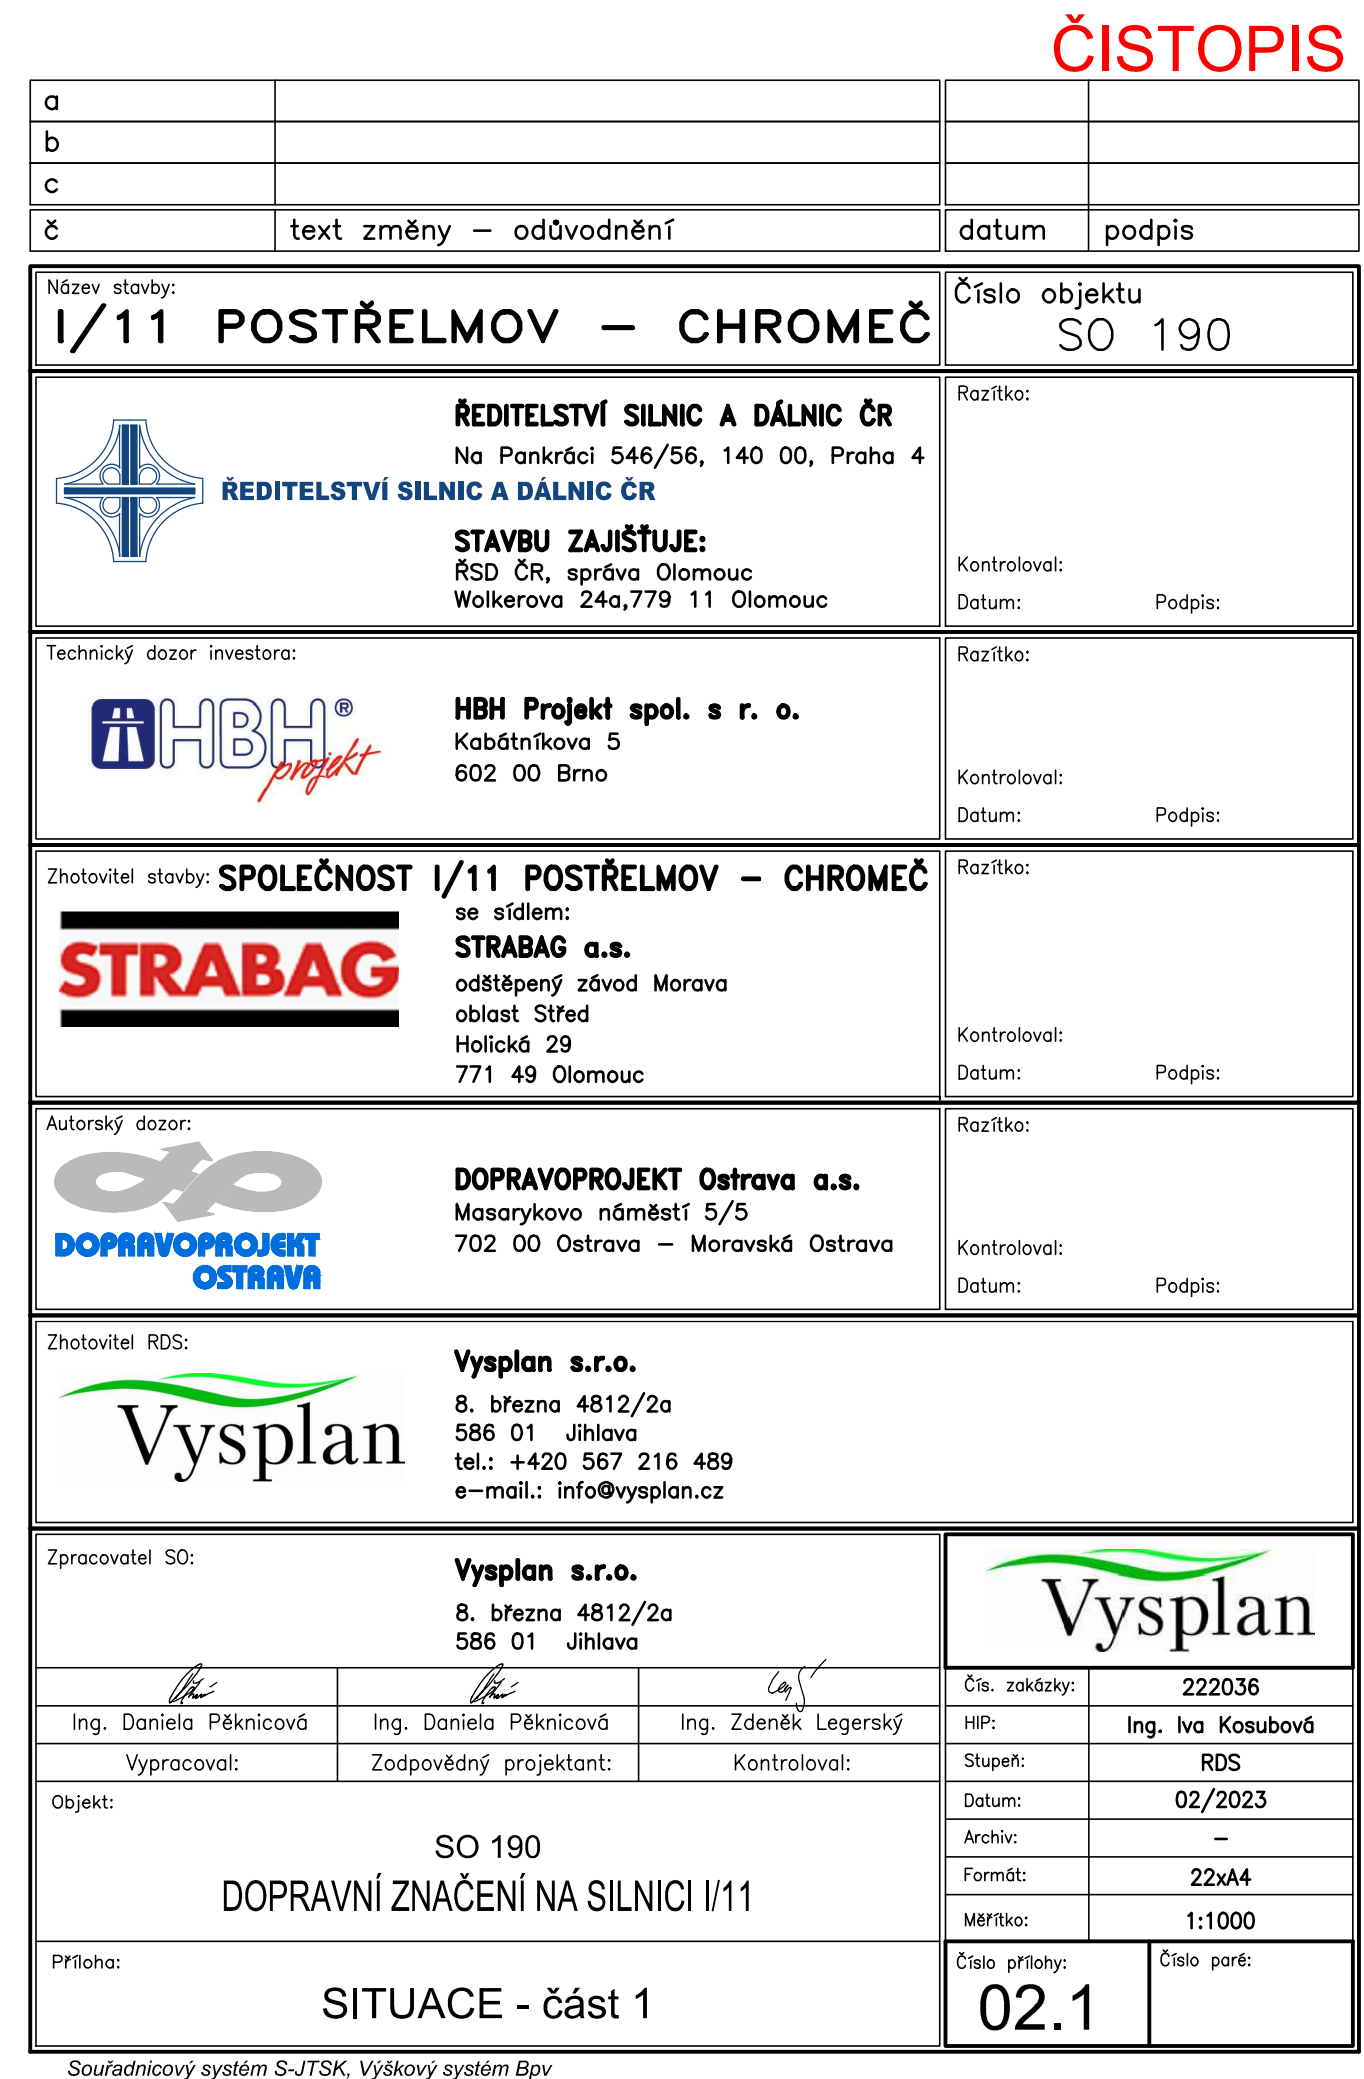 ČISTOPIS
a
b
c
č text změny – odůvodnění datum podpis
Název stavby:
I/11 POSTŘELMOV – CHROMEČ
Číslo objektu
SO 190
ŘEDITELSTVÍ SILNIC A DÁLNIC ČR
Na Pankráci 546/56, 140 00, Praha 4
ŘEDITELSTVÍ SILNIC A DÁLNIC ČR
STAVBU ZAJIŠŤUJE:
ŘSD ČR, správa Olomouc
Wolkerova 24a,779 11 Olomouc
Razítko:
Kontroloval:
Datum: Podpis:
Technický dozor investora:
HBH®
projekt
HBH Projekt spol. s r. o.
Kabátníkova 5
602 00 Brno
Razítko:
Kontroloval:
Datum: Podpis:
Zhotovitel stavby: SPOLEČNOST I/11 POSTŘELMOV – CHROMEČ
se sídlem:
STRABAG
STRABAG a.s.
odštěpený závod Morava
oblast Střed
Holická 29
771 49 Olomouc
Razítko:
Kontroloval:
Datum: Podpis:
Autorský dozor:
DOPRAVOPROJEKT
OSTRAVA
DOPRAVOPROJEKT Ostrava a.s.
Masarykovo náměstí 5/5
702 00 Ostrava – Moravská Ostrava
Razítko:
Kontroloval:
Datum: Podpis:
Zhotovitel RDS:
Vysplan
Vysplan s.r.o.
8. března 4812/2a
586 01 Jihlava
tel.: +420 567 216 489
e–mail.: info@vysplan.cz
Zpracovatel SO:
Vysplan s.r.o.
8. března 4812/2a
586 01 Jihlava
Vysplan
Ing. Daniela Pěknicová Ing. Daniela Pěknicová Ing. Zdeněk Legerský
Vypracoval: Zodpovědný projektant: Kontroloval:
Čís. zakázky: 222036
HIP: Ing. Iva Kosubová
Stupeň: RDS
Datum: 02/2023
Archiv: –
Formát: 22xA4
Měřítko: 1:1000
Objekt:
SO 190
DOPRAVNÍ ZNAČENÍ NA SILNICI I/11
Příloha:
SITUACE - část 1
Číslo přílohy:
02.1
Číslo paré:
Souřadnicový systém S-JTSK, Výškový systém Bpv